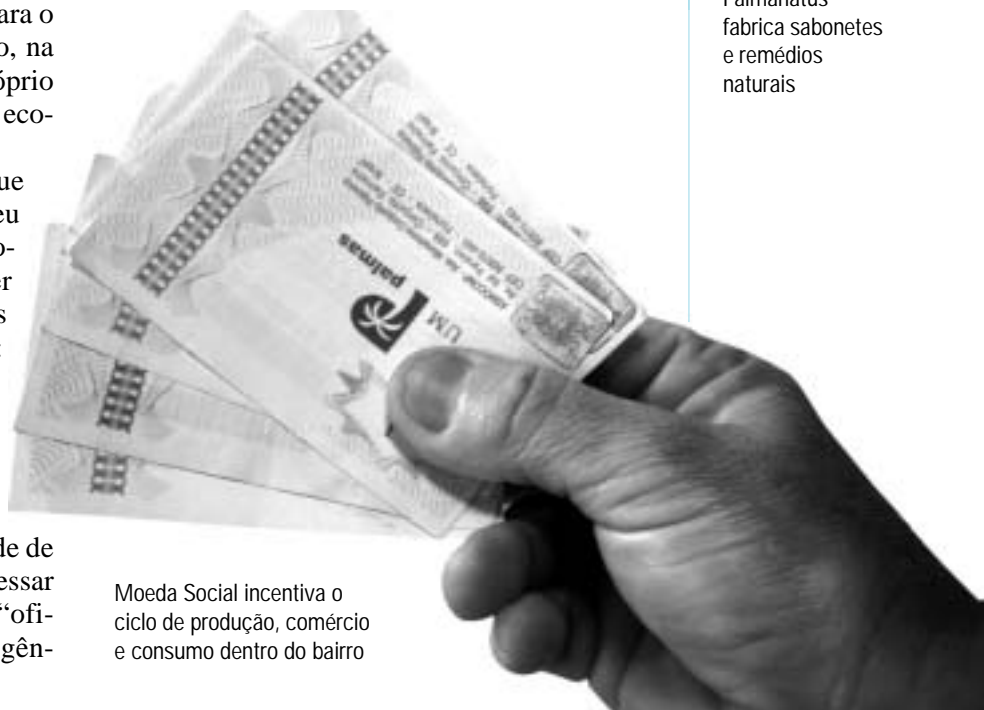 ara o
o, na
óprio
eco-
ue
eu
o-
er
s
de de
essar
“ofi-
gên-
palmas
UM
Moeda Social incentiva o
ciclo de produção, comércio
e consumo dentro do bairro
Palmanatus
fabrica sabonetes
e remédios
naturais